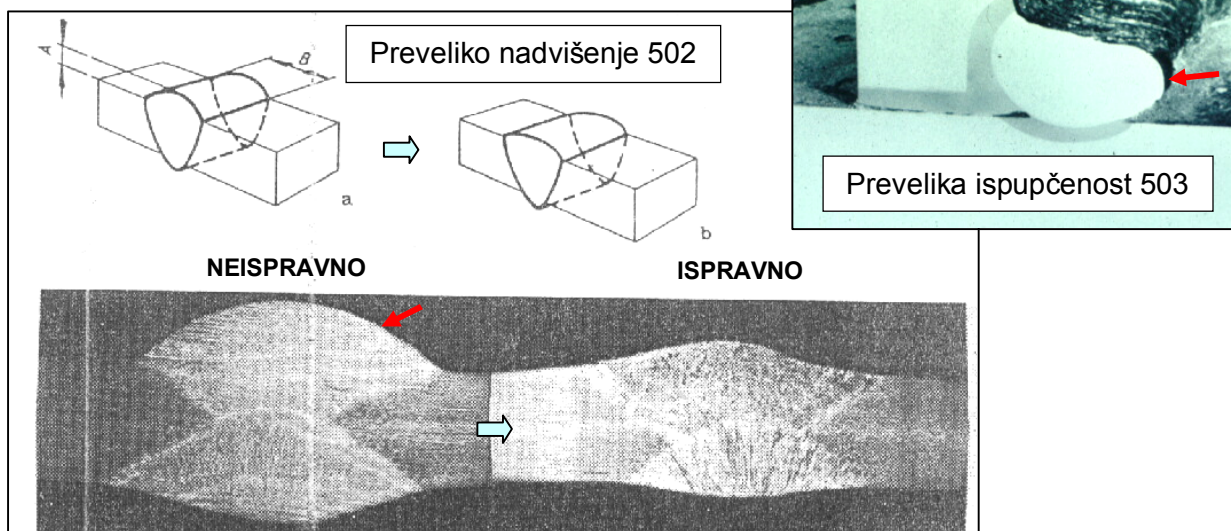 A
B
Preveliko nadvišenje 502
a
b
Prevelika ispupčenost 503
NEISPRAVNO
ISPRAVNO